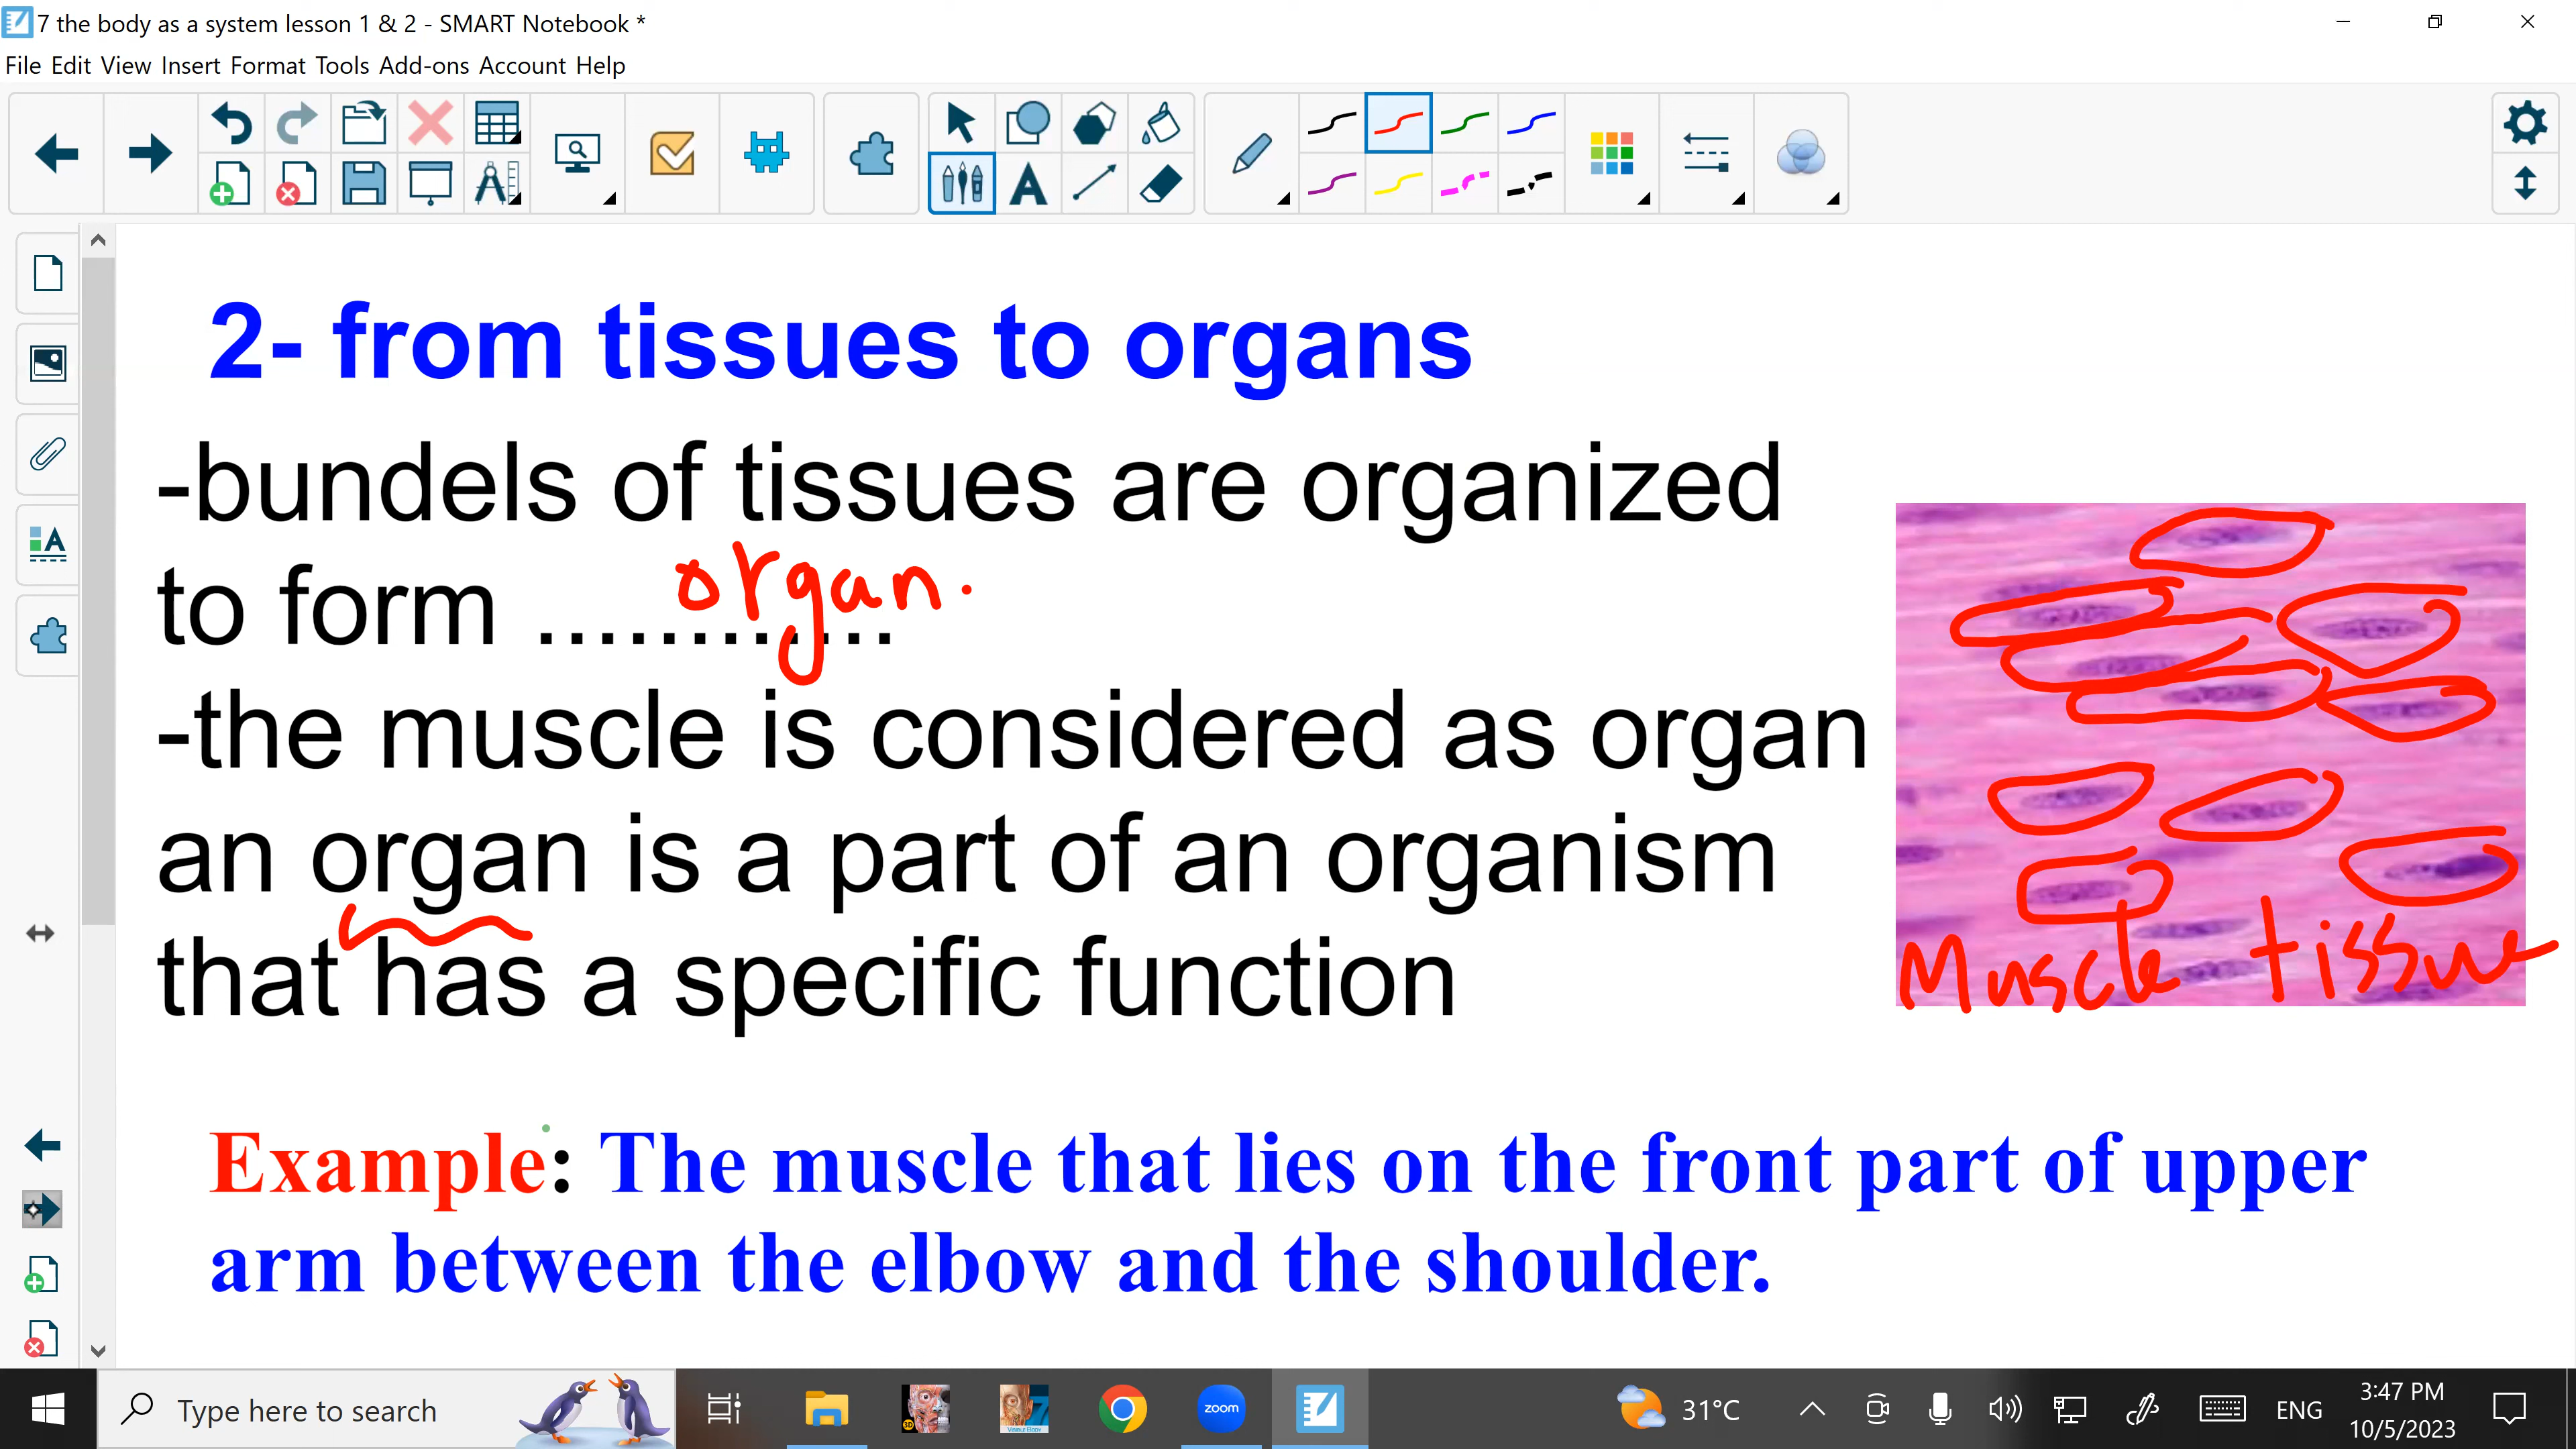 7 the body as a system lesson 1 & 2 - SMART Notebook *
File Edit View Insert Format Tools Add-ons Account Help
2- from tissues to organs
-bundels of tissues are organized
to form .............
organ.
-the muscle is considered as organ
an organ is a part of an organism
that has a specific function
Muscle tissue
Example: The muscle that lies on the front part of upper
arm between the elbow and the shoulder.
Type here to search
zoom
31°C
ENG
3:47 PM
10/5/2023